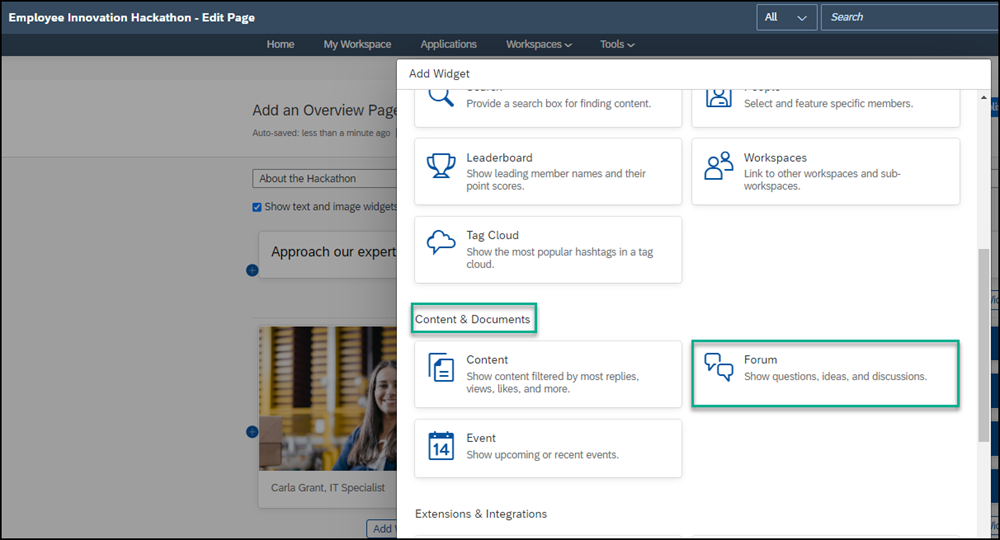 Employee Innovation Hackathon - Edit Page
All
Search
Home
My Workspace
Applications
Workspaces
Tools
Add Widget
Add an Overview Page
Auto-saved: less than a minute ago
About the Hackathon
Show text and image widgets
Approach our expert
Carla Grant, IT Specialist
Add
Search
Provide a search box for finding content.
People
Select and feature specific members.
Leaderboard
Show leading member names and their
point scores.
Workspaces
Link to other workspaces and sub-
workspaces.
Tag Cloud
Show the most popular hashtags in a tag
cloud.
Content & Documents
Content
Show content filtered by most replies,
views, likes, and more.
Forum
Show questions, ideas, and discussions.
14
Event
Show upcoming or recent events.
Extensions & Integrations